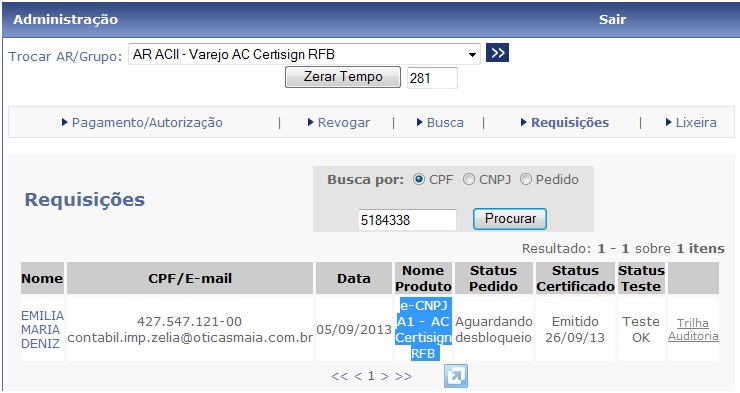 Administração Sair
Trocar AR/Grupo: AR ACII - Varejo AC Certisign RFB >>
Zerar Tempo 281
Pagamento/Autorização | Revogar | Busca | Requisições | Lixeira
Busca por: CPF CNPJ Pedido
Requisições
5184338 Procurar
Resultado: 1 - 1 sobre 1 itens
Nome CPF/E-mail Data Nome Produto Status Pedido Status Certificado Status Teste
EMILIA MARIA DENIZ 427.547.121-00 contabil.imp.zelia@oticasmaia.com.br 05/09/2013 e-CNPJ A1 - AC Certisign RFB Aguardando desbloqueio Emitido 26/09/13 Teste OK Trilha Auditoria
<< < 1 > >>